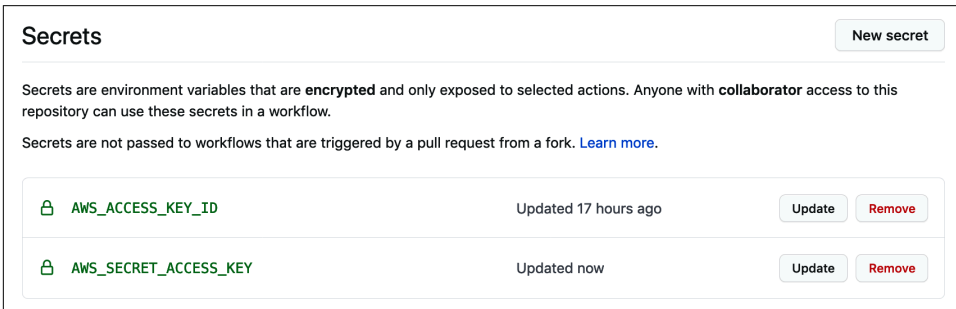 Secrets
New secret
Secrets are environment variables that are encrypted and only exposed to selected actions. Anyone with collaborator access to this
repository can use these secrets in a workflow.
Secrets are not passed to workflows that are triggered by a pull request from a fork. Learn more.
AWS_ACCESS_KEY_ID Updated 17 hours ago Update Remove
AWS_SECRET_ACCESS_KEY Updated now Update Remove